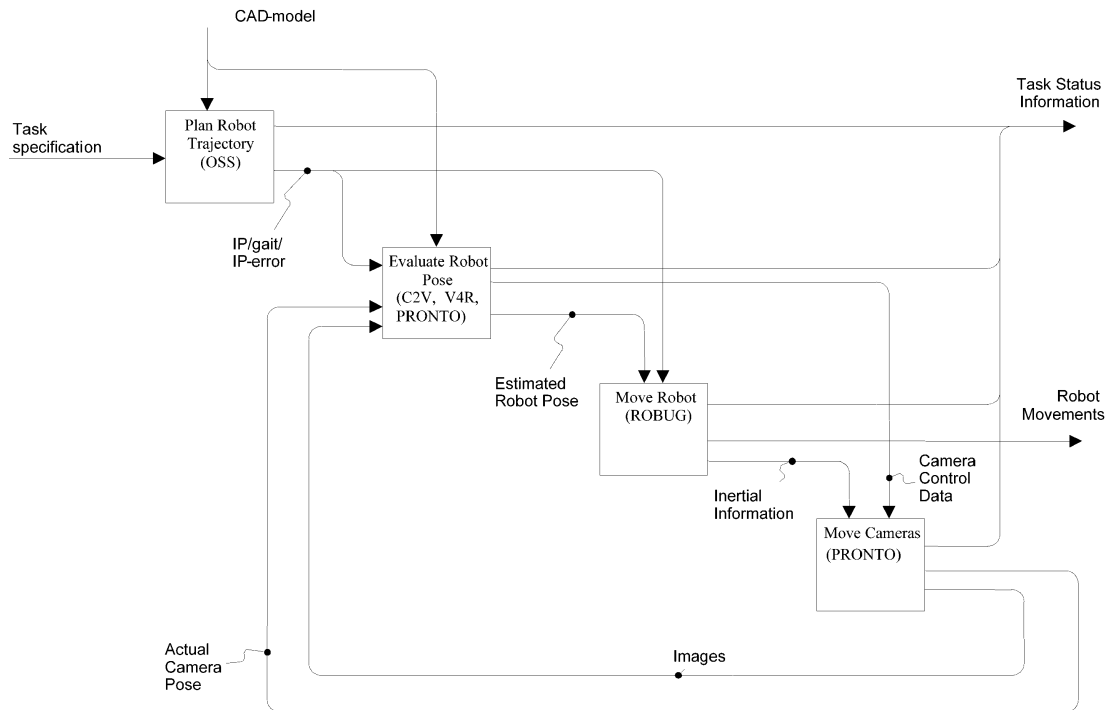 CAD-model
Task Status
Information
Task
specification
Plan Robot
Trajectory
(OSS)
IP/gait/
IP-error
Evaluate Robot
Pose
(C2V, V4R,
PRONTO)
Estimated
Robot Pose
Move Robot
(ROBUG)
Robot
Movements
Inertial
Information
Camera
Control
Data
Move Cameras
(PRONTO)
Actual
Camera
Pose
Images